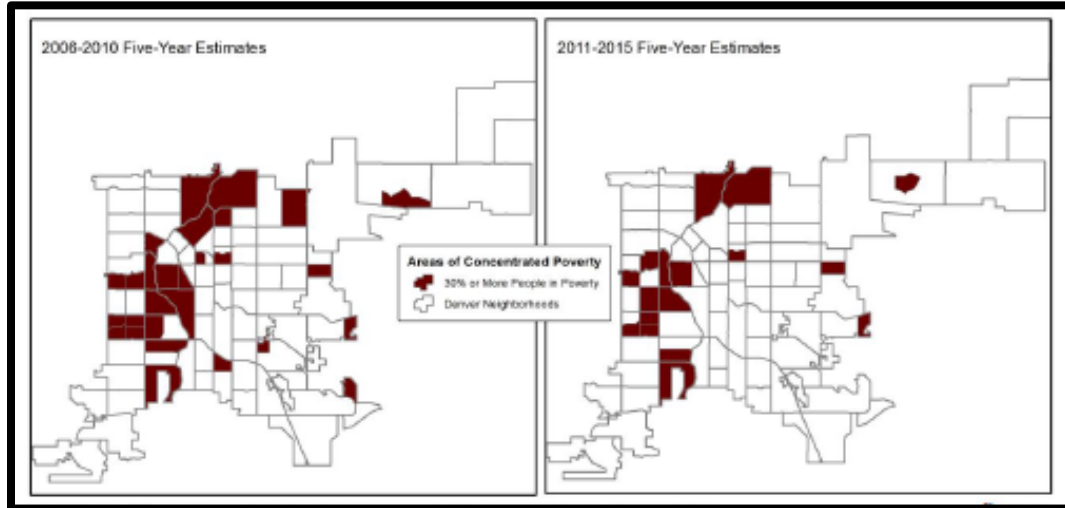 2006-2010 Five-Year Estimates
2011-2015 Five-Year Estimates
Areas of Concentrated Poverty
30% or More People in Poverty
Denver Neighborhoods